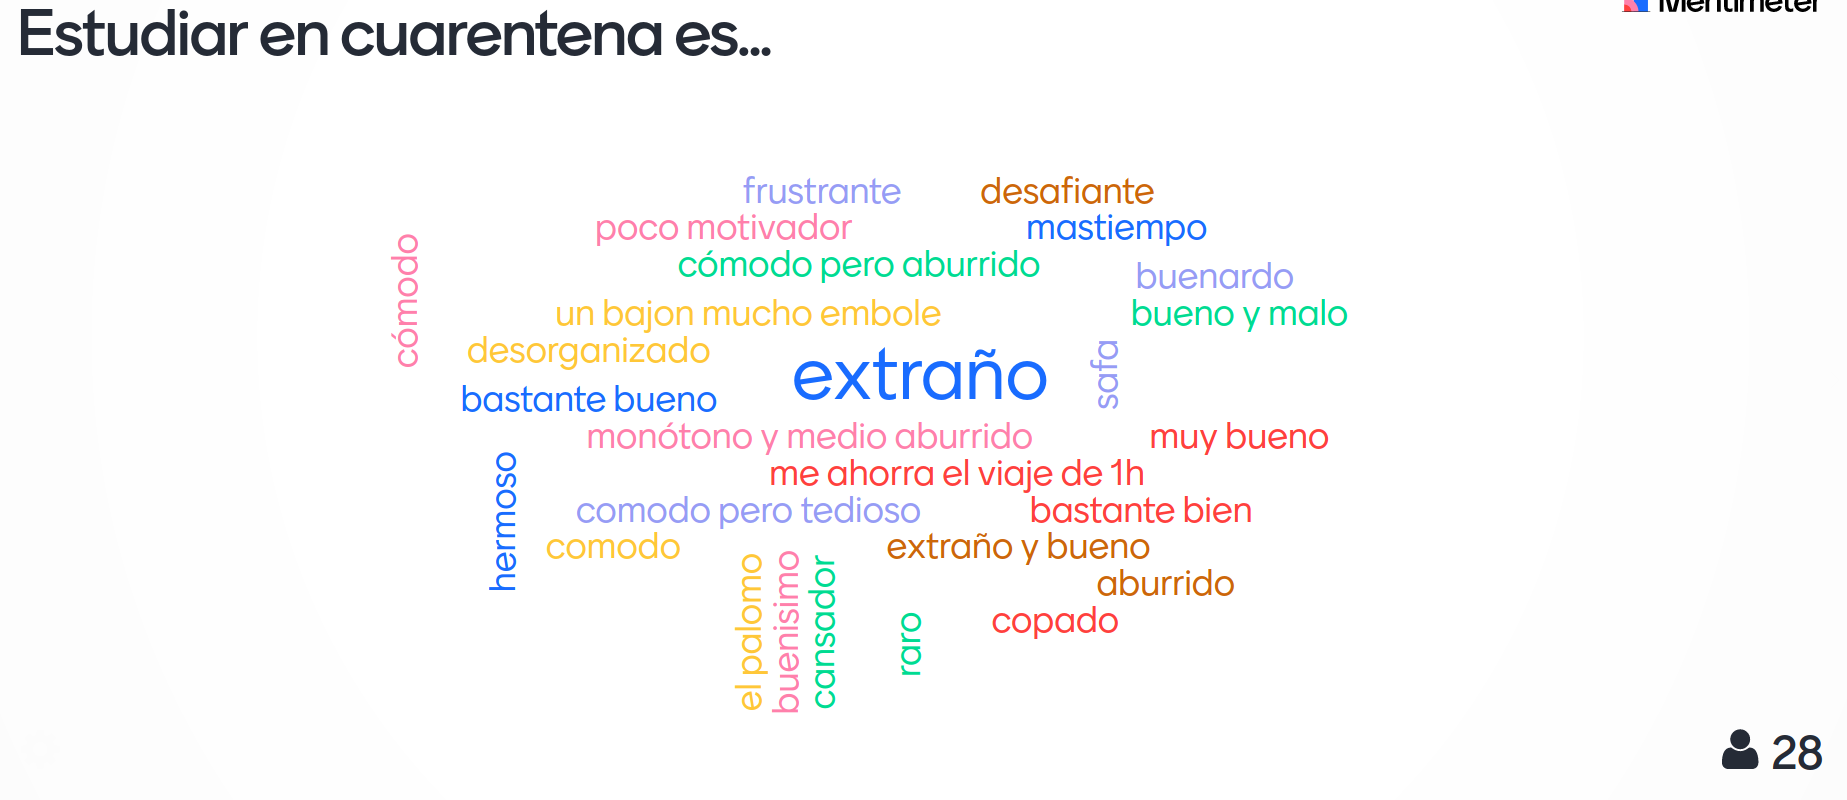 Estudiar en cuarentena es...
Mentimeter
frustrante
desafiante
poco motivador
mastiempo
cómodo
cómodo pero aburrido
buenardo
un bajon mucho embole
bueno y malo
desorganizado
extraño
safa
bastante bueno
monótono y medio aburrido
muy bueno
hermoso
me ahorra el viaje de 1h
comodo pero tedioso
bastante bien
comodo
extraño y bueno
el palomo
buenisimo
cansador
aburrido
raro
copado
28